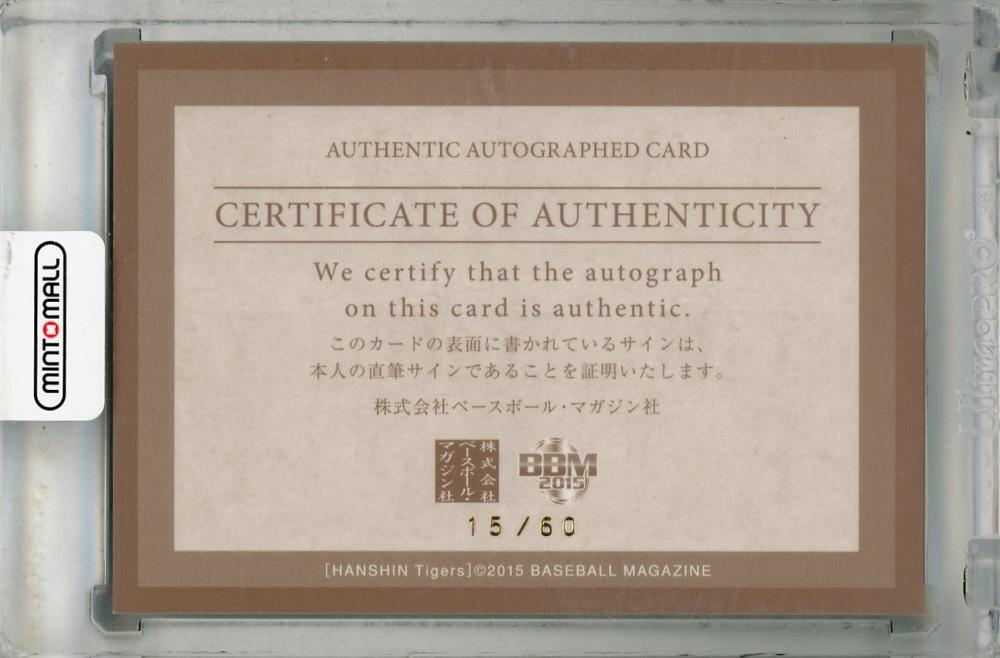 AUTHENTIC AUTOGRAPHED CARD
CERTIFICATE OF AUTHENTICITY
We certify that the autograph
on this card is authentic.
このカードの表面に書かれているサインは、
本人の直筆サインであることを証明いたします。
株式会社ベースボール・マガジン社
株式会社
ベースボール・
マガジン社
BBM
2015
15/60
[HANSHIN Tigers]©2015 BASEBALL MAGAZINE
MINTOMALL